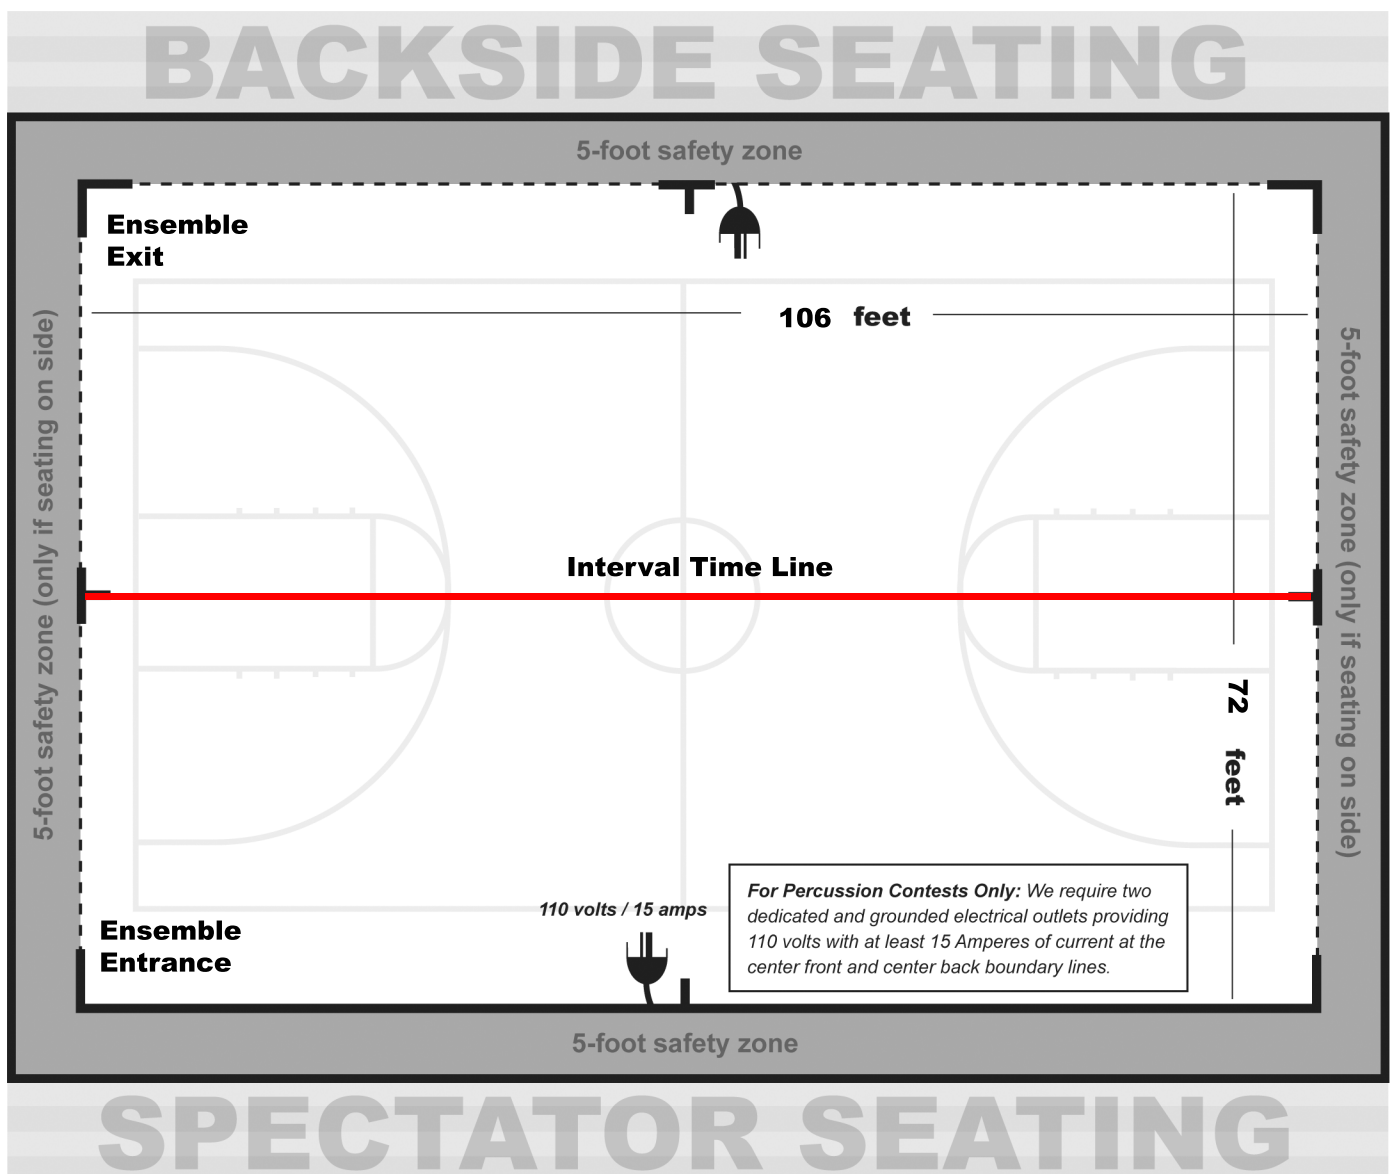 BACKSIDE SEATING
5-foot safety zone
Ensemble
Exit
106 feet
5-foot safety zone (only if seating on side)
5-foot safety zone (only if seating on side)
Interval Time Line
72 feet
110 volts / 15 amps
For Percussion Contests Only: We require two
dedicated and grounded electrical outlets providing
110 volts with at least 15 Amperes of current at the
center front and center back boundary lines.
Ensemble
Entrance
5-foot safety zone
SPECTATOR SEATING